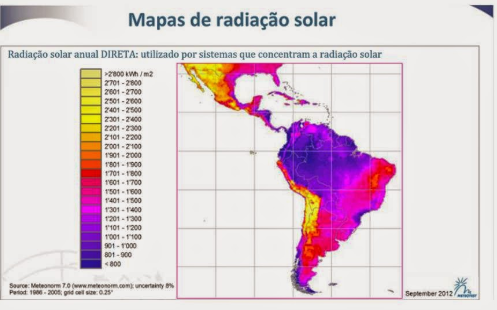 Mapas de radiação solar
Radiação solar anual DIRETA: utilizado por sistemas que concentram a radiação solar
>2'800 kWh / m2
2'701 - 2'800
2'601 - 2'700
2'501 - 2'600
2'401 - 2'500
2'301 - 2'400
2'201 - 2'300
2'101 - 2'200
2'001 - 2'100
1'901 - 2'000
1'801 - 1'900
1'701 - 1'800
1'601 - 1'700
1'501 - 1'600
1'401 - 1'500
1'301 - 1'400
1'201 - 1'300
1'101 - 1'200
1'001 - 1'100
901 - 1'000
801 - 900
< 800
Source: Meteonorm 7.0 (www.meteonorm.com); uncertainty 8%
Period: 1986 - 2005; grid cell size: 0.25°
September 2012
METEOTEST